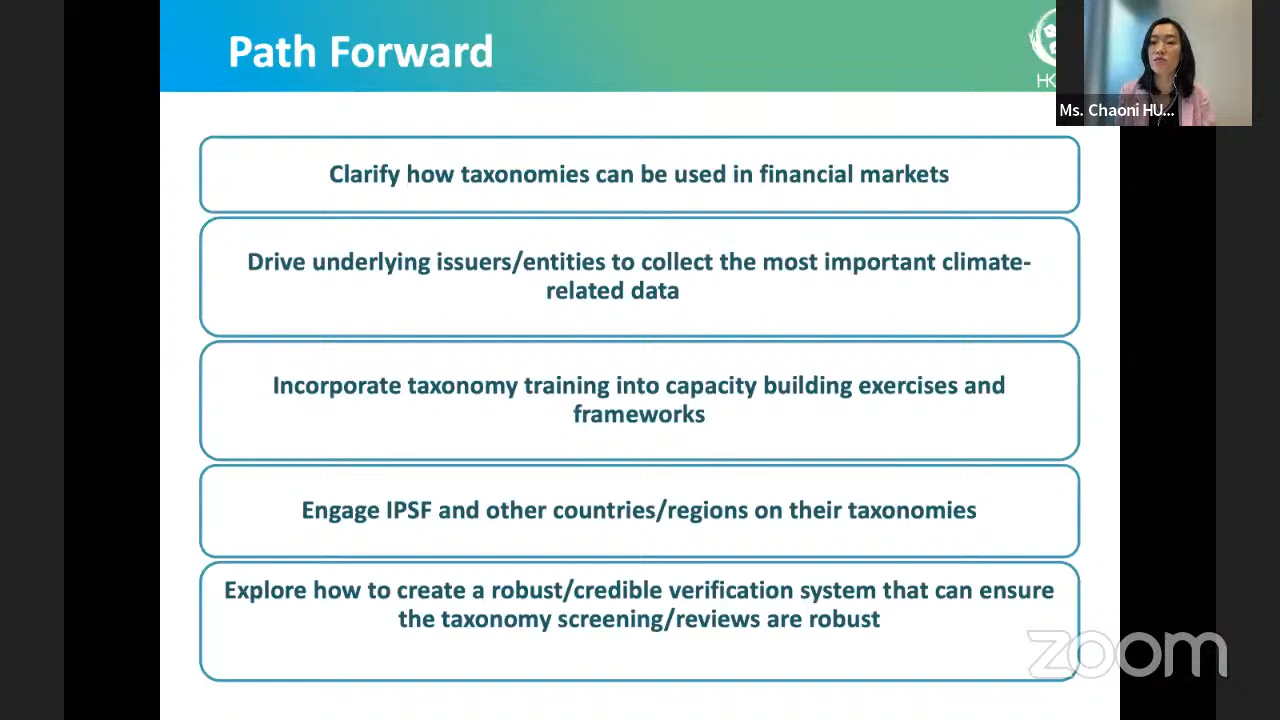 Path Forward
HK
Ms. Chaoni HU...
Clarify how taxonomies can be used in financial markets
Drive underlying issuers/entities to collect the most important climate-
related data
Incorporate taxonomy training into capacity building exercises and
frameworks
Engage IPSF and other countries/regions on their taxonomies
Explore how to create a robust/credible verification system that can ensure
the taxonomy screening/reviews are robust
zoom